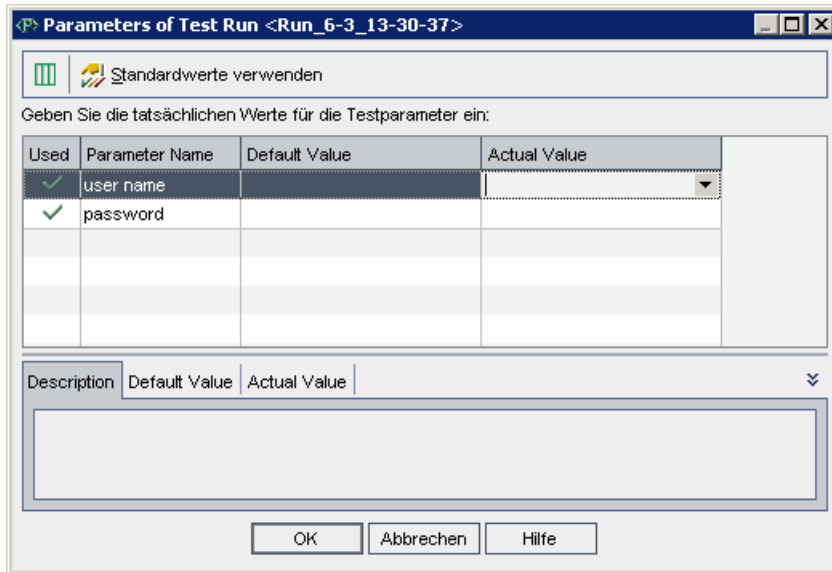 <P> Parameters of Test Run <Run_6-3_13-30-37>
Standardwerte verwenden
Geben Sie die tatsächlichen Werte für die Testparameter ein:
Used Parameter Name Default Value Actual Value
user name
password
Description Default Value Actual Value
OK Abbrechen Hilfe